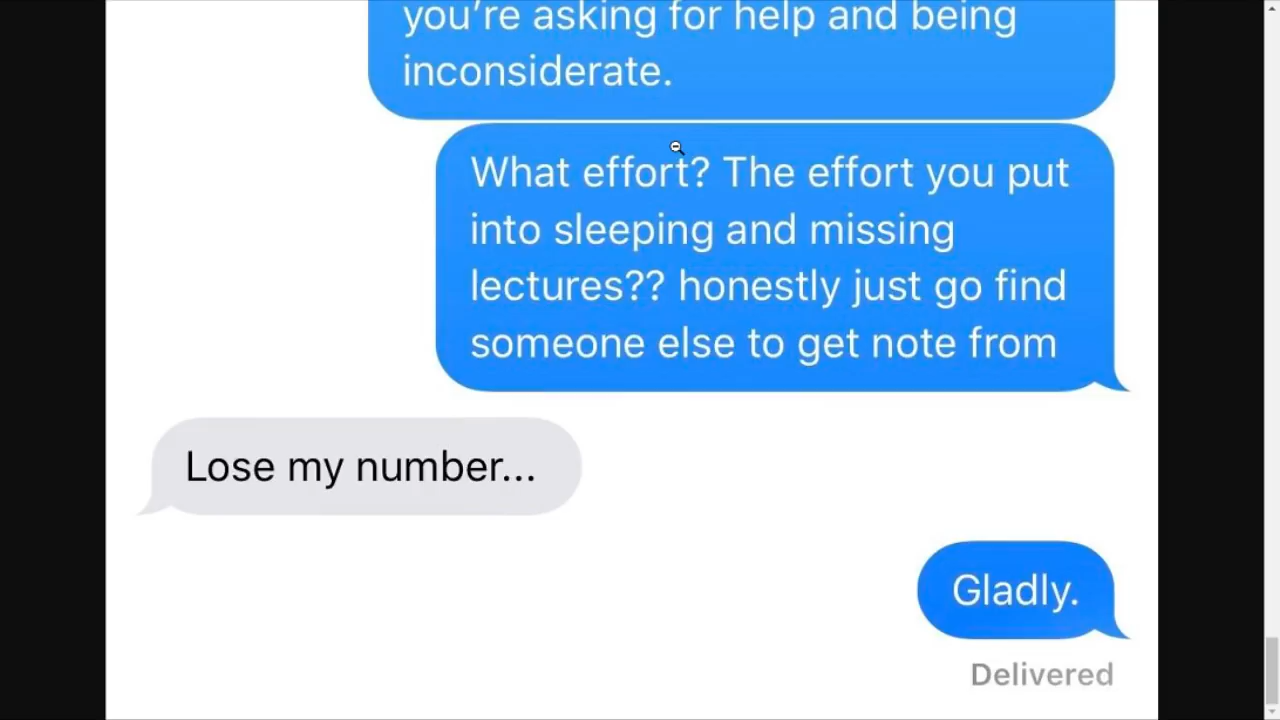 you're asking for help and being
inconsiderate.
What effort? The effort you put
into sleeping and missing
lectures?? honestly just go find
someone else to get note from
Lose my number...
Gladly.
Delivered